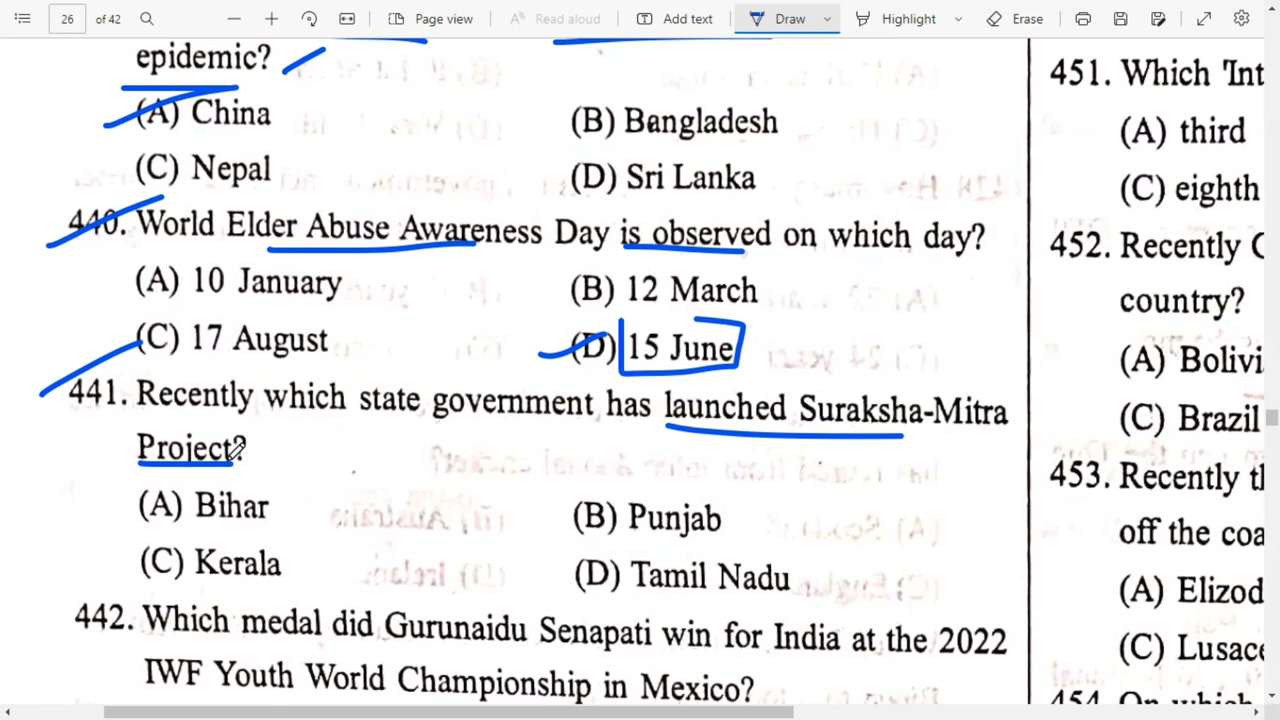 26 of 42 Page view Read aloud Add text Draw Highlight Erase
epidemic?
(A) China (B) Bangladesh
(C) Nepal (D) Sri Lanka
440. World Elder Abuse Awareness Day is observed on which day?
(A) 10 January (B) 12 March
(C) 17 August (D) 15 June
441. Recently which state government has launched Suraksha-Mitra
Project?
(A) Bihar (B) Punjab
(C) Kerala (D) Tamil Nadu
442. Which medal did Gurunaidu Senapati win for India at the 2022
IWF Youth World Championship in Mexico?
451. Which 'Int
(A) third
(C) eighth
452. Recently
country?
(A) Bolivi
(C) Brazil
453. Recently t
off the coa
(A) Elizod
(C) Lusac
454. On which